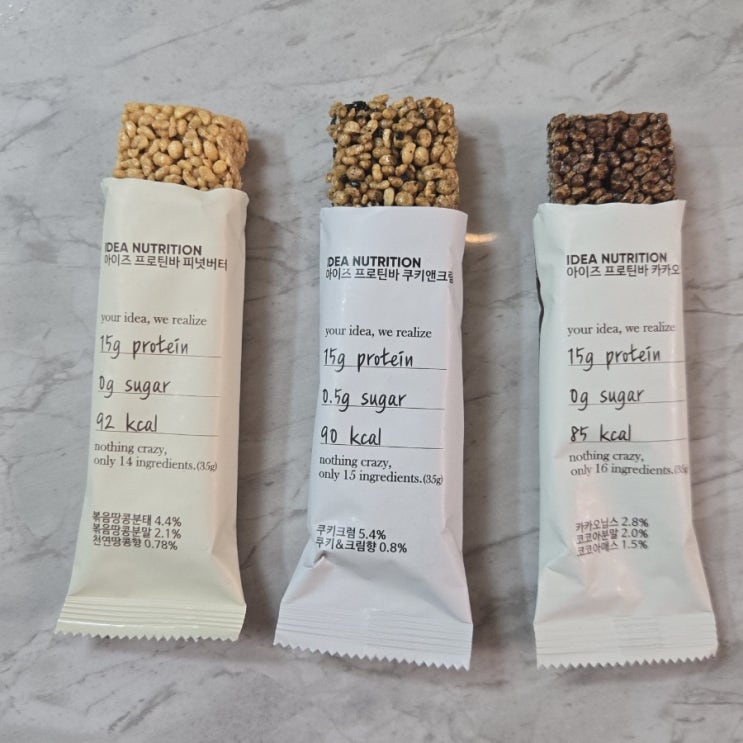 IDEA NUTRITION
아이즈 프로틴바 피넛버터
your idea, we realize
15g protein
0g sugar
92 kcal
nothing crazy,
only 14 ingredients.(35g)
볶음땅콩분태 4.4%
볶음땅콩분말 2.1%
천연땅콩향 0.78%
IDEA NUTRITION
아이즈 프로틴바 쿠키앤크림
your idea, we realize
15g protein
0.5g sugar
90 kcal
nothing crazy,
only 15 ingredients.(35g)
쿠키크럼 5.4%
쿠키&크림향 0.8%
IDEA NUTRITION
아이즈 프로틴바 카카오
your idea, we realize
15g protein
0g sugar
85 kcal
nothing crazy,
only 16 ingredients.(35g)
카카오닙스 2.8%
코코아분말 2.0%
코코아매스 1.5%